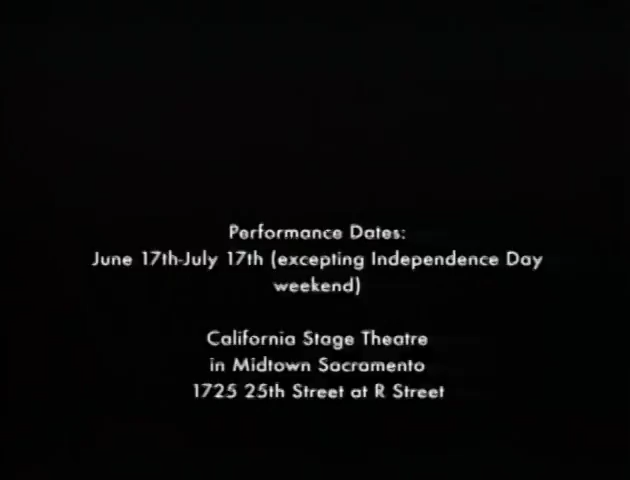 Performance Dates:
June 17th-July 17th (excepting Independence Day
weekend)
California Stage Theatre
in Midtown Sacramento
1725 25th Street at R Street